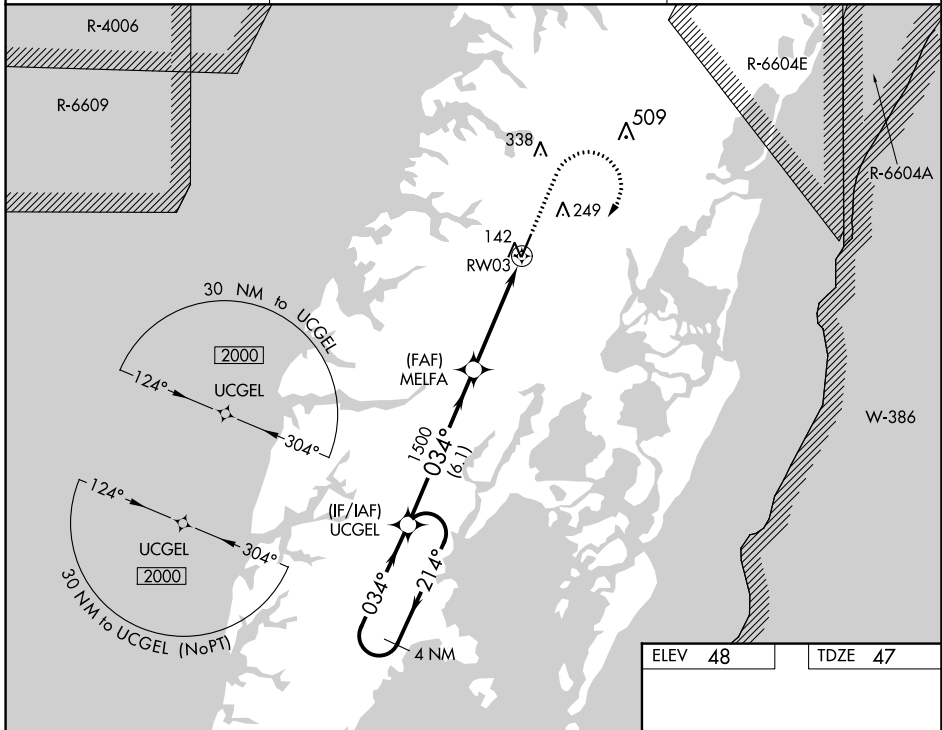 R-4006
R-6609
R-6604E
R-6604A
509
338
249
142
RW03
30 NM to UCGEL
2000
UCGEL
124°
304°
(FAF)
MELFA
1500
034°
(6.1)
W-386
(IF/IAF)
UCGEL
124°
304°
UCGEL
2000
30 NM to UCGEL (NoPT)
034°
214°
4 NM
ELEV 48
TDZE 47